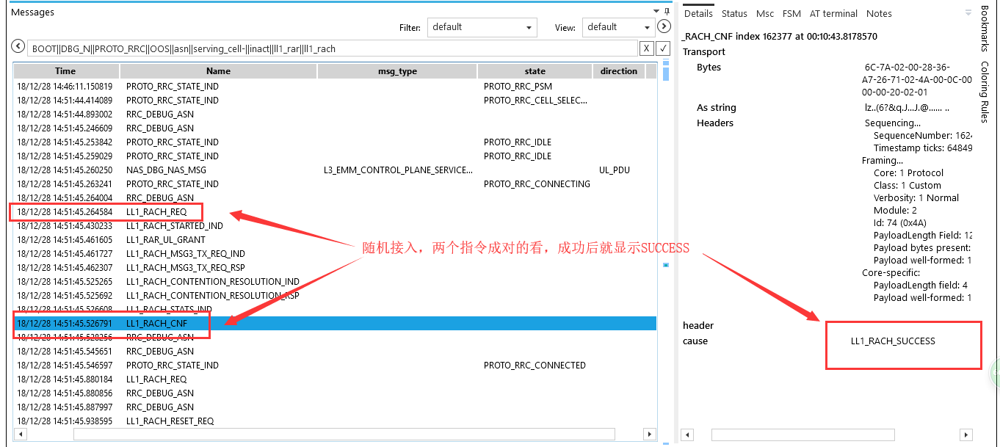 Messages
Filter: default View: default
BOOT||DBG_N||PROTO_RRC||OOS||asn||serving_cell-||inact||ll1_rar||ll1_rach X ✓
Time Name msg_type state direction
18/12/28 14:46:11.150819 PROTO_RRC_STATE_IND PROTO_RRC_PSM
18/12/28 14:51:44.414089 PROTO_RRC_STATE_IND PROTO_RRC_CELL_SELEC...
18/12/28 14:51:44.893002 RRC_DEBUG_ASN
18/12/28 14:51:45.246609 RRC_DEBUG_ASN
18/12/28 14:51:45.253842 PROTO_RRC_STATE_IND PROTO_RRC_IDLE
18/12/28 14:51:45.259029 PROTO_RRC_STATE_IND PROTO_RRC_IDLE
18/12/28 14:51:45.260250 NAS_DBG_NAS_MSG L3_EMM_CONTROL_PLANE_SERVICE... UL_PDU
18/12/28 14:51:45.263241 PROTO_RRC_STATE_IND PROTO_RRC_CONNECTING
18/12/28 14:51:45.264004 RRC_DEBUG_ASN
18/12/28 14:51:45.264584 LL1_RACH_REQ
18/12/28 14:51:45.430233 LL1_RACH_STARTED_IND
18/12/28 14:51:45.461605 LL1_RAR_UL_GRANT
18/12/28 14:51:45.461727 LL1_RACH_MSG3_TX_REQ_IND
18/12/28 14:51:45.462307 LL1_RACH_MSG3_TX_REQ_RSP
18/12/28 14:51:45.525265 LL1_RACH_CONTENTION_RESOLUTION_IND
18/12/28 14:51:45.525692 LL1_RACH_CONTENTION_RESOLUTION_RSP
18/12/28 14:51:45.526608 LL1_RACH_STATS_IND
18/12/28 14:51:45.526791 LL1_RACH_CNF
18/12/28 14:51:45.528256 RRC_DEBUG_ASN
18/12/28 14:51:45.545651 RRC_DEBUG_ASN
18/12/28 14:51:45.546597 PROTO_RRC_STATE_IND PROTO_RRC_CONNECTED
18/12/28 14:51:45.880184 LL1_RACH_REQ
18/12/28 14:51:45.880856 RRC_DEBUG_ASN
18/12/28 14:51:45.887997 RRC_DEBUG_ASN
18/12/28 14:51:45.938595 LL1_RACH_RESET_REQ
随机接入，两个指令成对的看，成功后就显示SUCCESS
Details Status Msc FSM AT terminal Notes
_RACH_CNF index 162377 at 00:10:43.8178570
Transport
Bytes 6C-7A-02-00-28-36-
A7-26-71-02-4A-00-0C-00
00-00-20-02-01
As string lz..(6?&q.J...J.@...... ..
Headers Sequencing...
SequenceNumber: 162
Timestamp ticks: 64849
Framing...
Core: 1 Protocol
Class: 1 Custom
Verbosity: 1 Normal
Module: 2
Id: 74 (0x4A)
PayloadLength Field: 12
Payload bytes present:
Payload well-formed: 1
Core-specific:
PayloadLength field: 4
Payload well-formed: 1
header
cause LL1_RACH_SUCCESS
Bookmarks
Coloring Rules